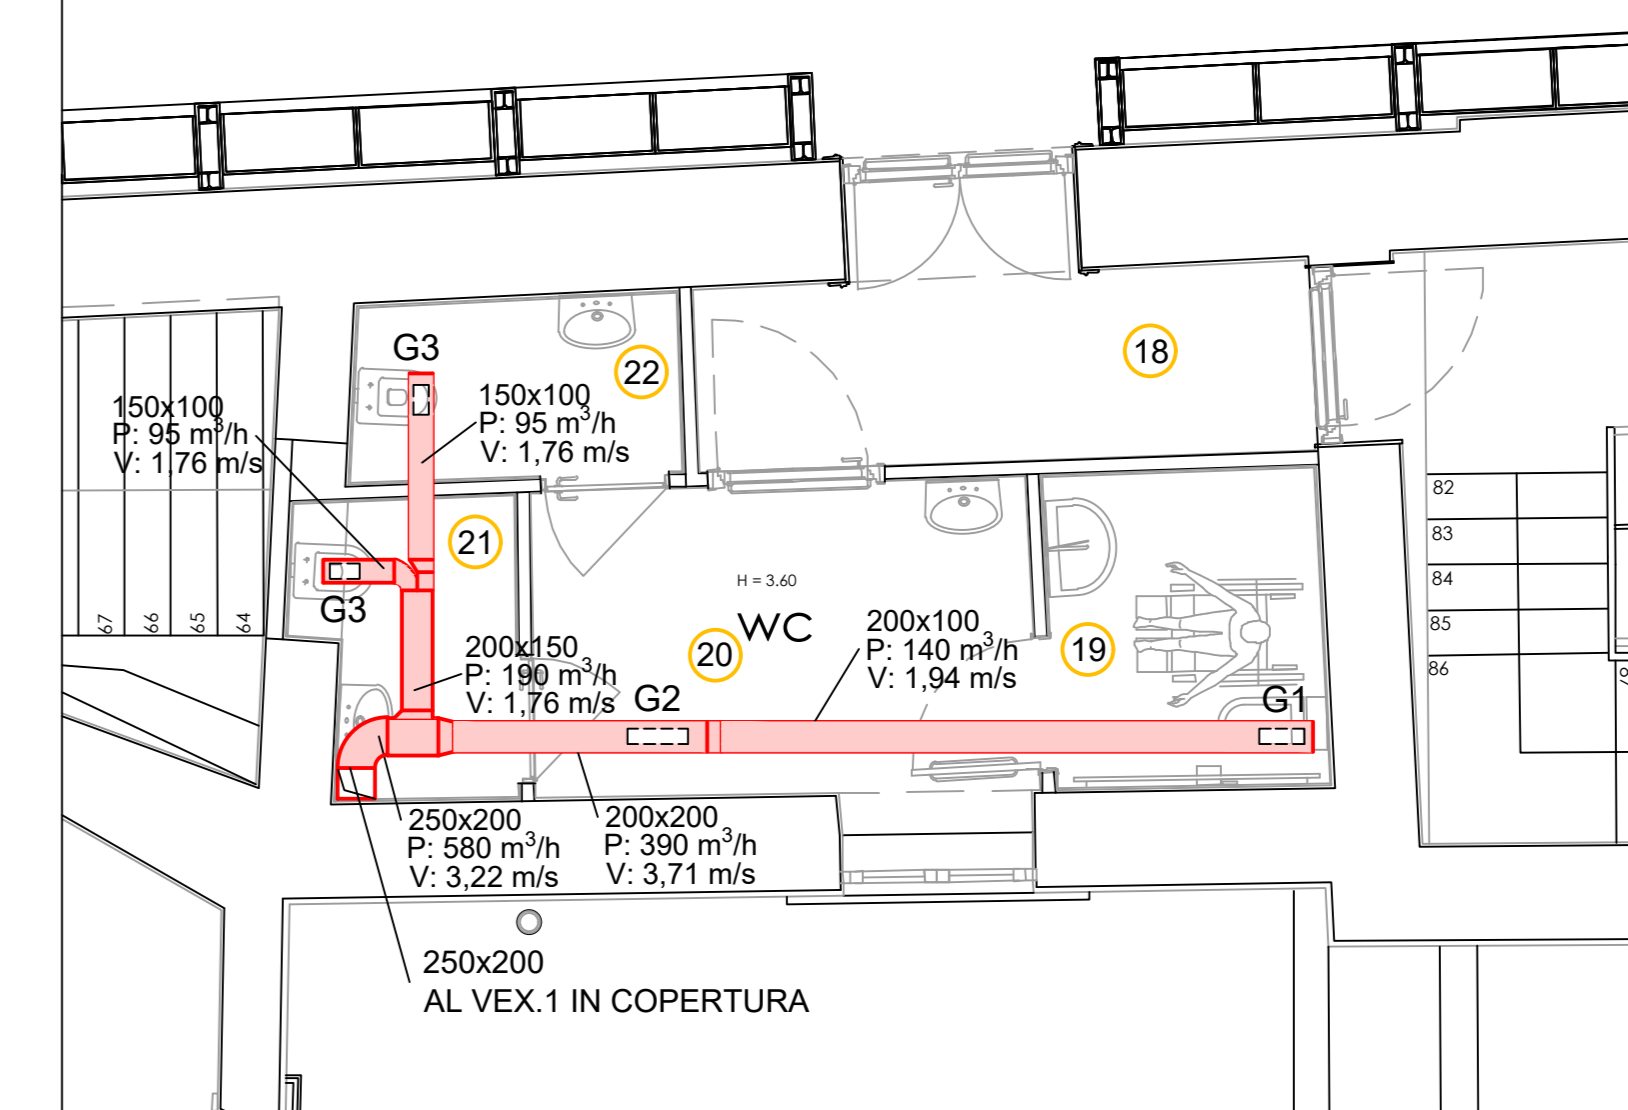 G3
22
18
150x100
P: 95 m³/h
V: 1,76 m/s
150x100
P: 95 m³/h
V: 1,76 m/s
82
83
84
85
86
21
G3
67
66
65
64
H = 3.60
WC
20
19
200x100
P: 140 m³/h
V: 1,94 m/s
200x150
P: 190 m³/h
V: 1,76 m/s
G2
G1
250x200
P: 580 m³/h
V: 3,22 m/s
200x200
P: 390 m³/h
V: 3,71 m/s
250x200
AL VEX.1 IN COPERTURA